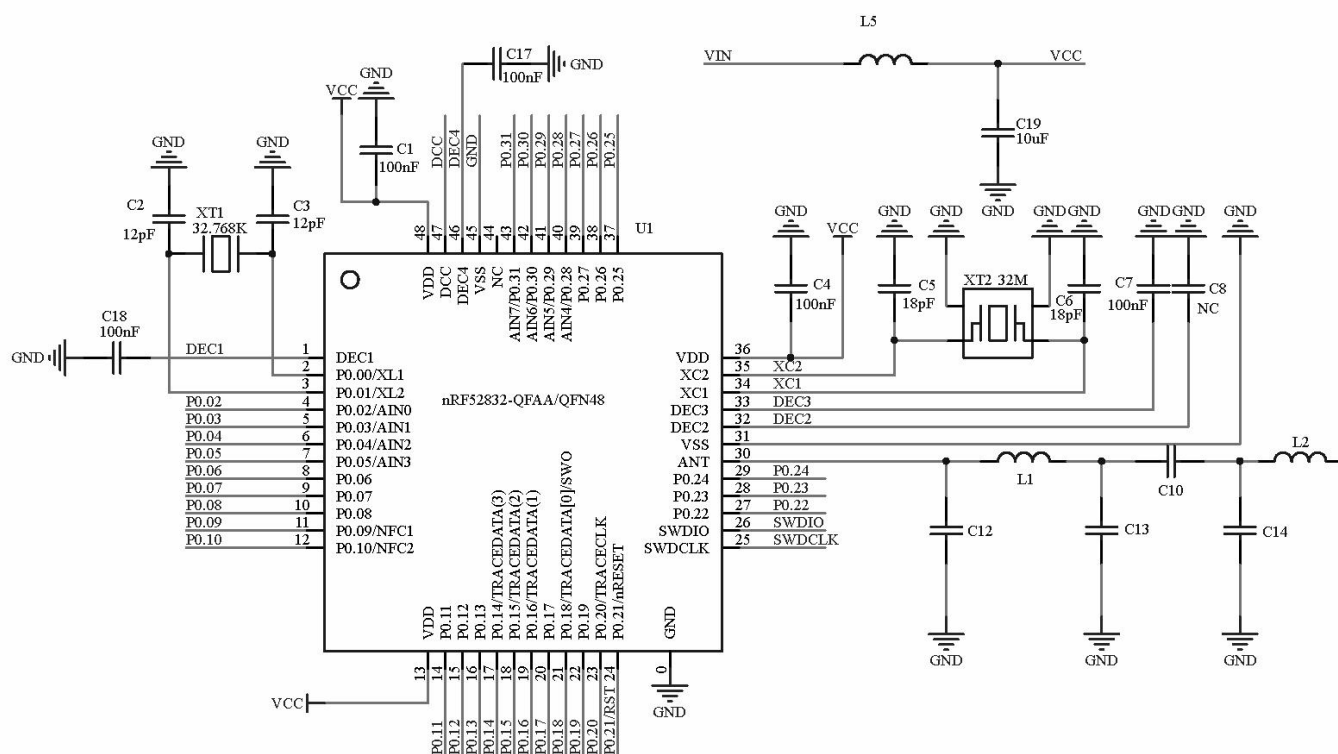 L5
VIN
VCC
C19
10uF
GND
C17
100nF
GND
GND
VCC
C1
100nF
DCC
DEC4
GND
P0.31
P0.30
P0.29
P0.28
P0.27
P0.26
P0.25
GND
GND
C2
12pF
XT1
32.768K
C3
12pF
48
47
46
45
44
43
42
41
40
39
38
37
U1
VDD
DCC
DEC4
VSS
NC
AIN7/P0.31
AIN6/P0.30
AIN5/P0.29
AIN4/P0.28
P0.27
P0.26
P0.25
GND
VCC
GND
GND
GND
GND
GND
GND
GND
C4
100nF
C5
18pF
XT2 32M
C6
18pF
C7
100nF
C8
NC
C18
100nF
GND
DEC1
1 DEC1
2 P0.00/XL1
3 P0.01/XL2
P0.02 4 P0.02/AIN0
P0.03 5 P0.03/AIN1
P0.04 6 P0.04/AIN2
P0.05 7 P0.05/AIN3
P0.06 8 P0.06
P0.07 9 P0.07
P0.08 10 P0.08
P0.09 11 P0.09/NFC1
P0.10 12 P0.10/NFC2
nRF52832-QFAA/QFN48
VDD 36
XC2 35 XC2
XC1 34 XC1
DEC3 33 DEC3
DEC2 32 DEC2
VSS 31
ANT 30
P0.24 29 P0.24
P0.23 28 P0.23
P0.22 27 P0.22
SWDIO 26 SWDIO
SWDCLK 25 SWDCLK
L1
C10
L2
C12
C13
C14
GND
GND
GND
VDD
P0.11
P0.12
P0.13
P0.14/TRACEDATA(3)
P0.15/TRACEDATA(2)
P0.16/TRACEDATA(1)
P0.17
P0.18/TRACEDATA[0]/SWO
P0.19
P0.20/TRACECLK
P0.21/nRESET
GND
13
14
15
16
17
18
19
20
21
22
23
24
0
VCC
GND
P0.11
P0.12
P0.13
P0.14
P0.15
P0.16
P0.17
P0.18
P0.19
P0.20
P0.21/RST